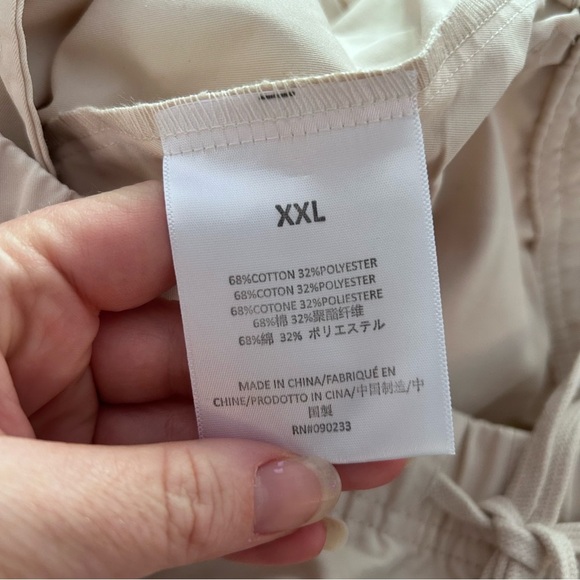 XXL
68%COTTON 32%POLYESTER
68%COTON 32%POLYESTER
68%COTONE 32%POLIESTERE
68%棉 32%聚酯纤维
68%綿 32% ポリエステル
MADE IN CHINA/FABRIQUÉ EN
CHINE/PRODOTTO IN CINA/中国制造/中
国製
RN#090233